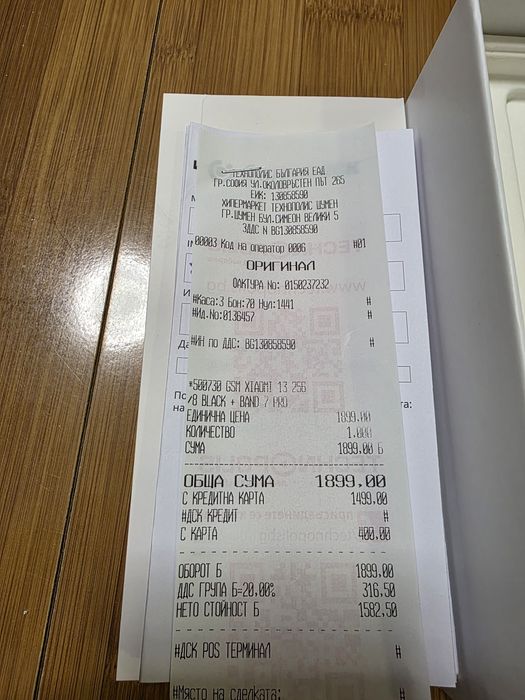 ТЕХНОПОЛИС БЪЛГАРИЯ ЕАД
ГР.СОФИЯ УЛ.ОКОЛОВРЪСТЕН ПЪТ 265
ЕИК: 130858590
ХИПЕРМАРКЕТ ТЕХНОПОЛИС ШУМЕН
ГР.ШУМЕН БУЛ.СИМЕОН ВЕЛИКИ 5
ЗДДС N BG130858590
00003 Код на оператор 0006 #01
ОРИГИНАЛ
ФАКТУРА No: 0150237232
#Каса:3 Бон:70 Нул:1441 #
#Ид.No:0136457 #
#ИН по ДДС: BG130858590 #
*500730 GSM XIAOMI 13 256
/8 BLACK + BAND 7 PRO
ЕДИНИЧНА ЦЕНА 1899.00
КОЛИЧЕСТВО 1.000
СУМА 1899.00 Б
ОБЩА СУМА 1899.00
С КРЕДИТНА КАРТА 1499.00
#ДСК КРЕДИТ #
С КАРТА 400.00
ОБОРОТ Б 1899.00
ДДС ГРУПА Б=20.00% 316.50
НЕТО СТОЙНОСТ Б 1582.50
#ДСК POS ТЕРМИНАЛ #
#Място на сделката: